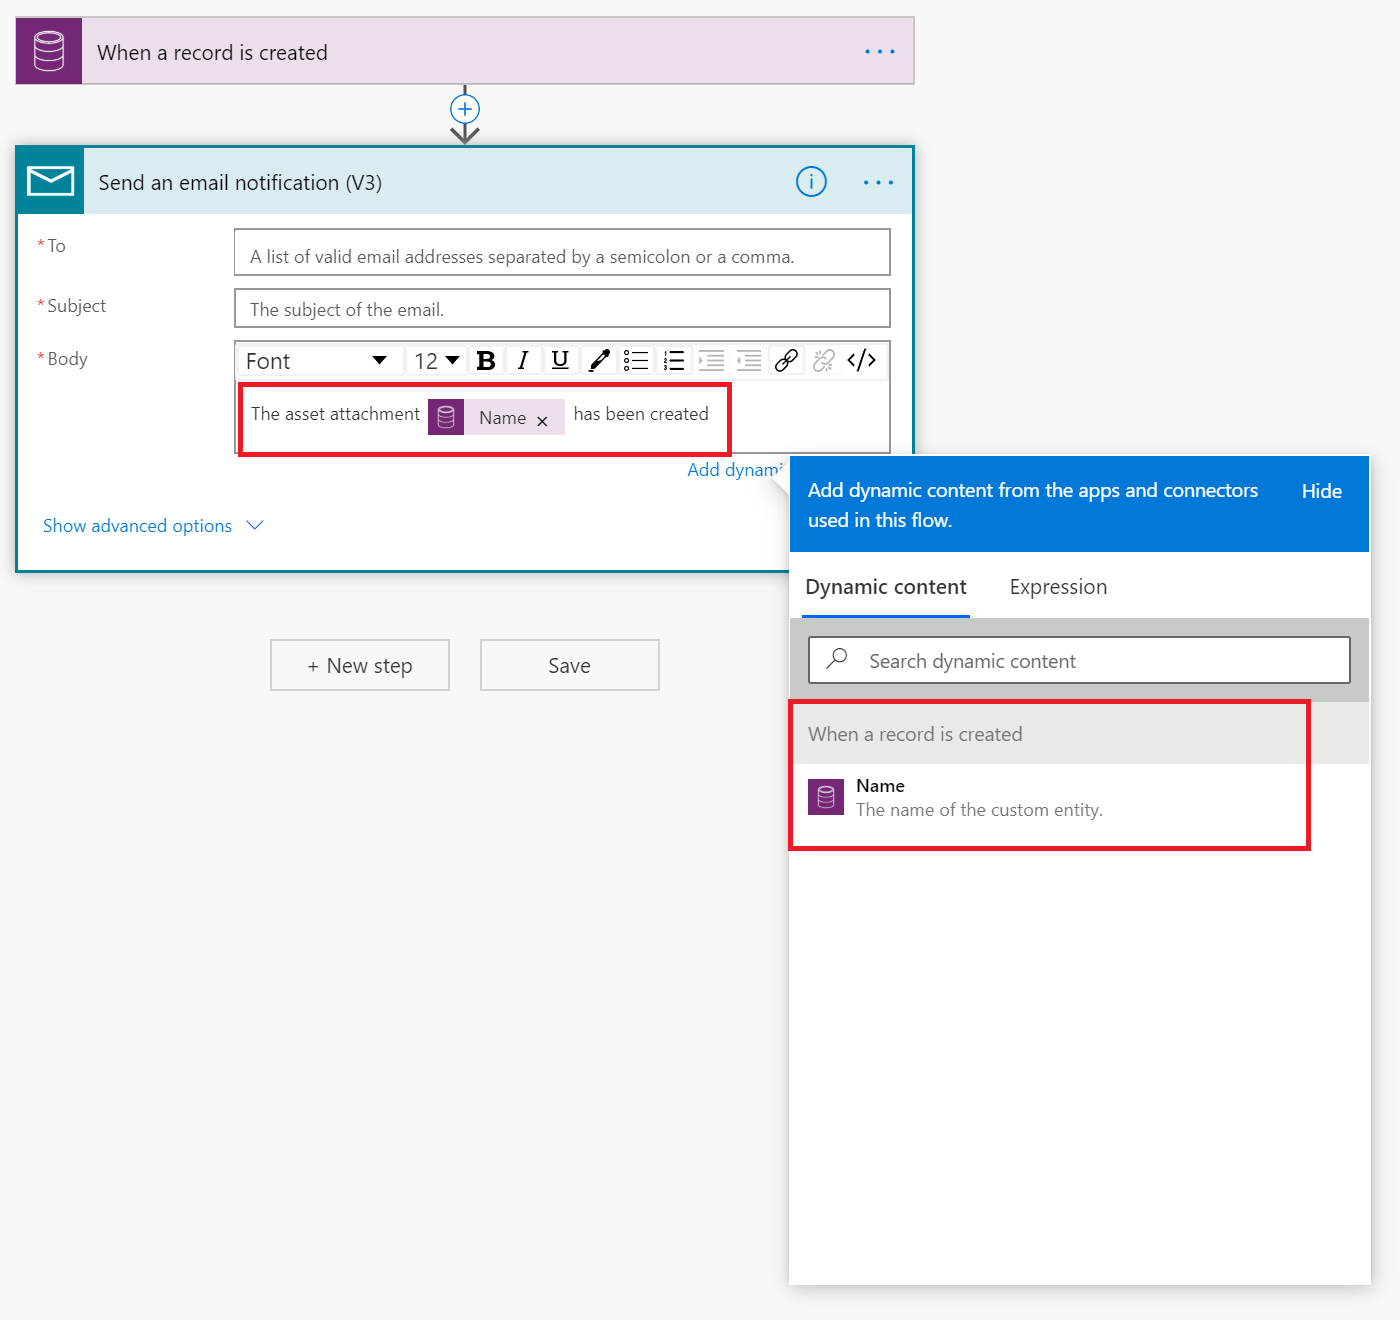 When a record is created
Send an email notification (V3)
* To
A list of valid email addresses separated by a semicolon or a comma.
* Subject
The subject of the email.
* Body
Font 12 B I U </>
The asset attachment Name × has been created
Add dynami
Show advanced options
+ New step Save
Add dynamic content from the apps and connectors
used in this flow.
Hide
Dynamic content Expression
Search dynamic content
When a record is created
Name
The name of the custom entity.